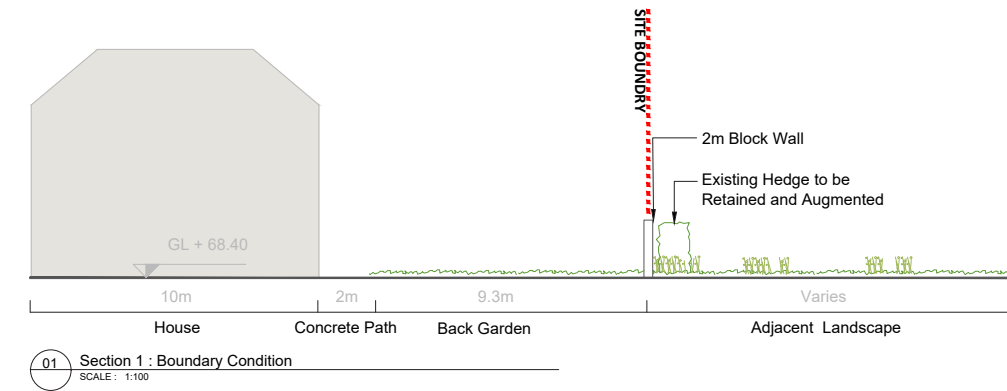 SITE BOUNDRY
2m Block Wall
Existing Hedge to be
Retained and Augmented
GL + 68.40
10m
2m
9.3m
Varies
House
Concrete Path
Back Garden
Adjacent Landscape
01
Section 1 : Boundary Condition
SCALE : 1:100